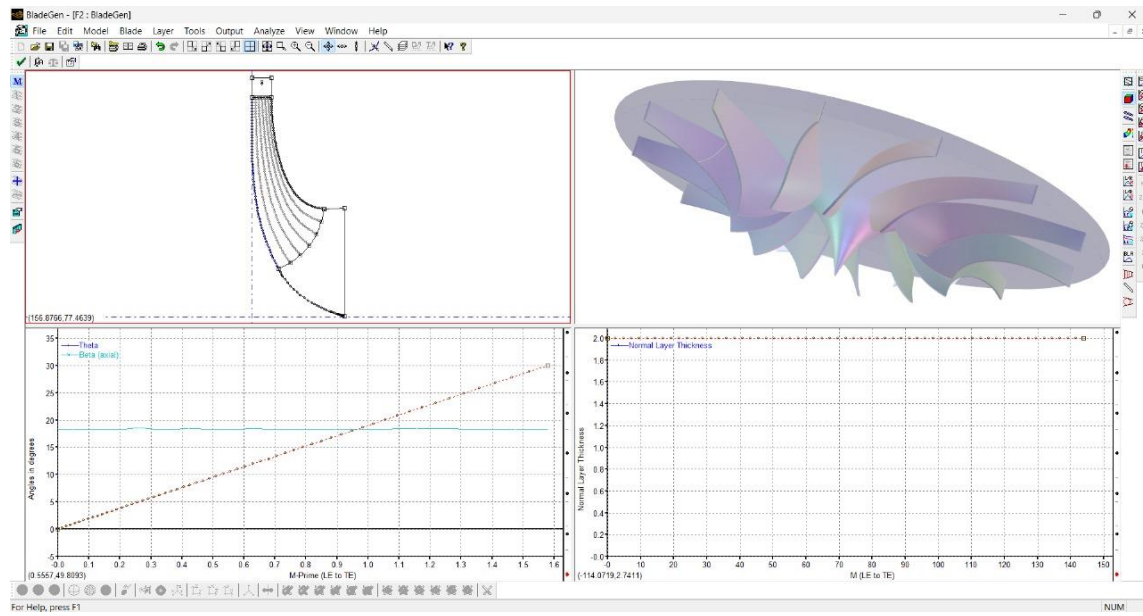 BladeGen - [F2 : BladeGen]
File Edit Model Blade Layer Tools Output Analyze View Window Help
M
(156.8766,77.4639)
Theta
Beta (axial)
Angles in degrees
35
30
25
20
15
10
5
0
-5
-0.0 0.1 0.2 0.3 0.4 0.5 0.6 0.7 0.8 0.9 1.0 1.1 1.2 1.3 1.4 1.5 1.6
(0.5557,49.8093)
M-Prime (LE to TE)
Normal Layer Thickness
Normal Layer Thickness
2.0
1.8
1.6
1.4
1.2
1.0
0.8
0.6
0.4
0.2
-0.0
-0 10 20 30 40 50 60 70 80 90 100 110 120 130 140 150
(-114.0719,2.7411)
M (LE to TE)
For Help, press F1
NUM